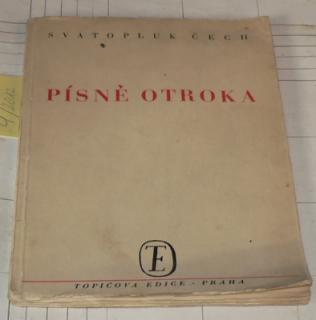 SVATOPLUK ČECH
PÍSNĚ OTROKA
TE
TOPIČOVA EDICE - PRAHA